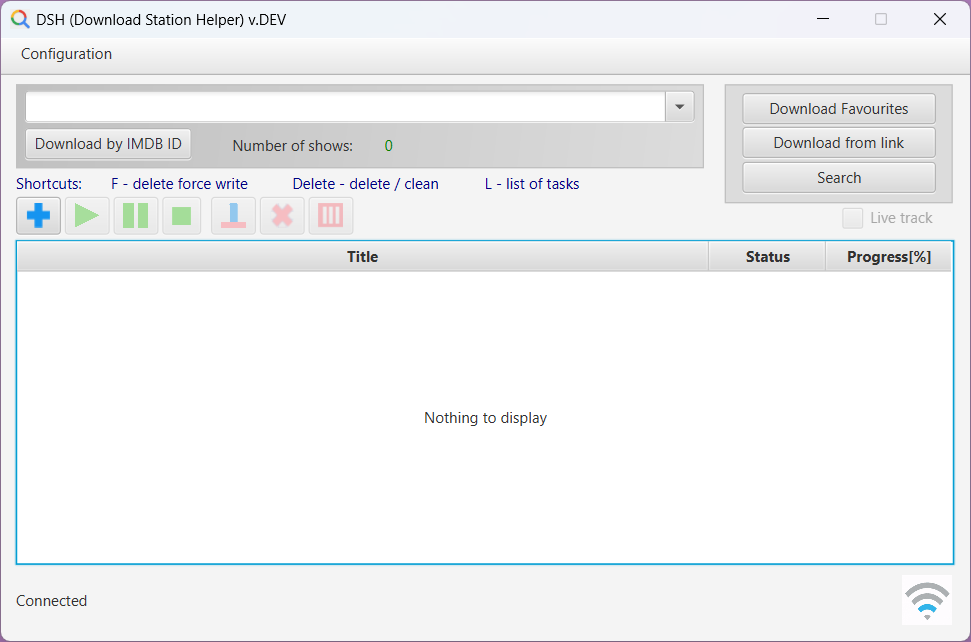 DSH (Download Station Helper) v.DEV
Configuration
Download by IMDB ID
Number of shows: 0
Download Favourites
Download from link
Search
Shortcuts: F - delete force write Delete - delete / clean L - list of tasks
Live track
Title Status Progress[%]
Nothing to display
Connected